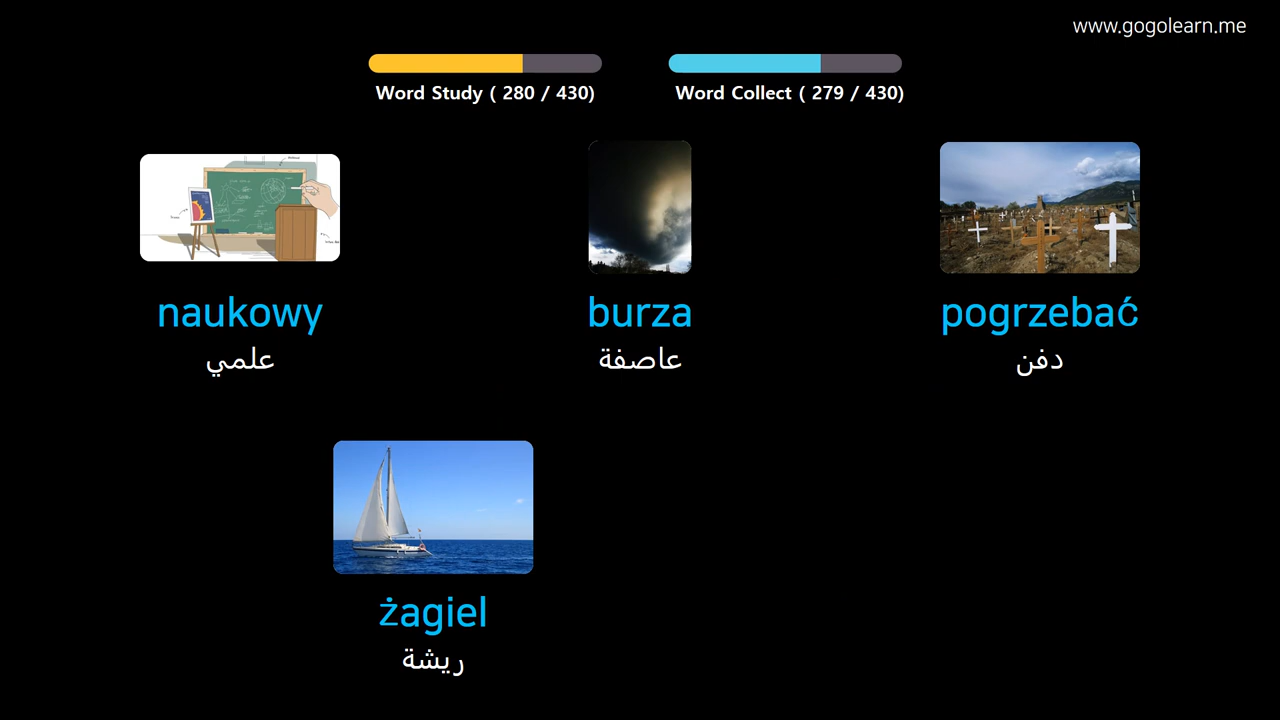 www.gogolearn.me
Word Study ( 280 / 430)
Word Collect ( 279 / 430)
naukowy
علمي
burza
عاصفة
pogrzebać
دفن
żagiel
ريشة